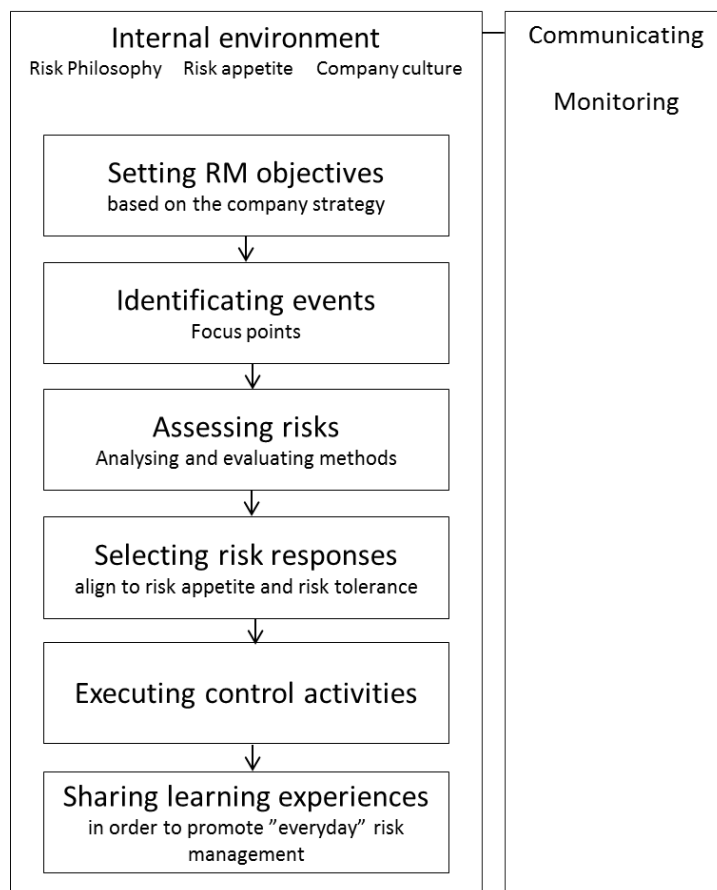 Internal environment
Risk Philosophy Risk appetite Company culture
Setting RM objectives
based on the company strategy
Identificating events
Focus points
Assessing risks
Analysing and evaluating methods
Selecting risk responses
align to risk appetite and risk tolerance
Executing control activities
Sharing learning experiences
in order to promote ”everyday” risk
management
Communicating
Monitoring